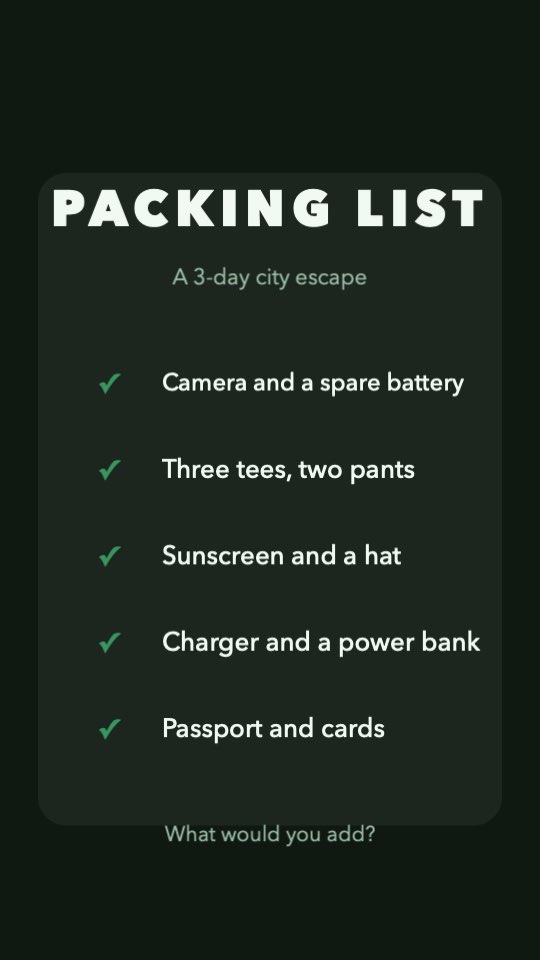 PACKING LIST
A 3-day city escape
✓ Camera and a spare battery
✓ Three tees, two pants
✓ Sunscreen and a hat
✓ Charger and a power bank
✓ Passport and cards
What would you add?